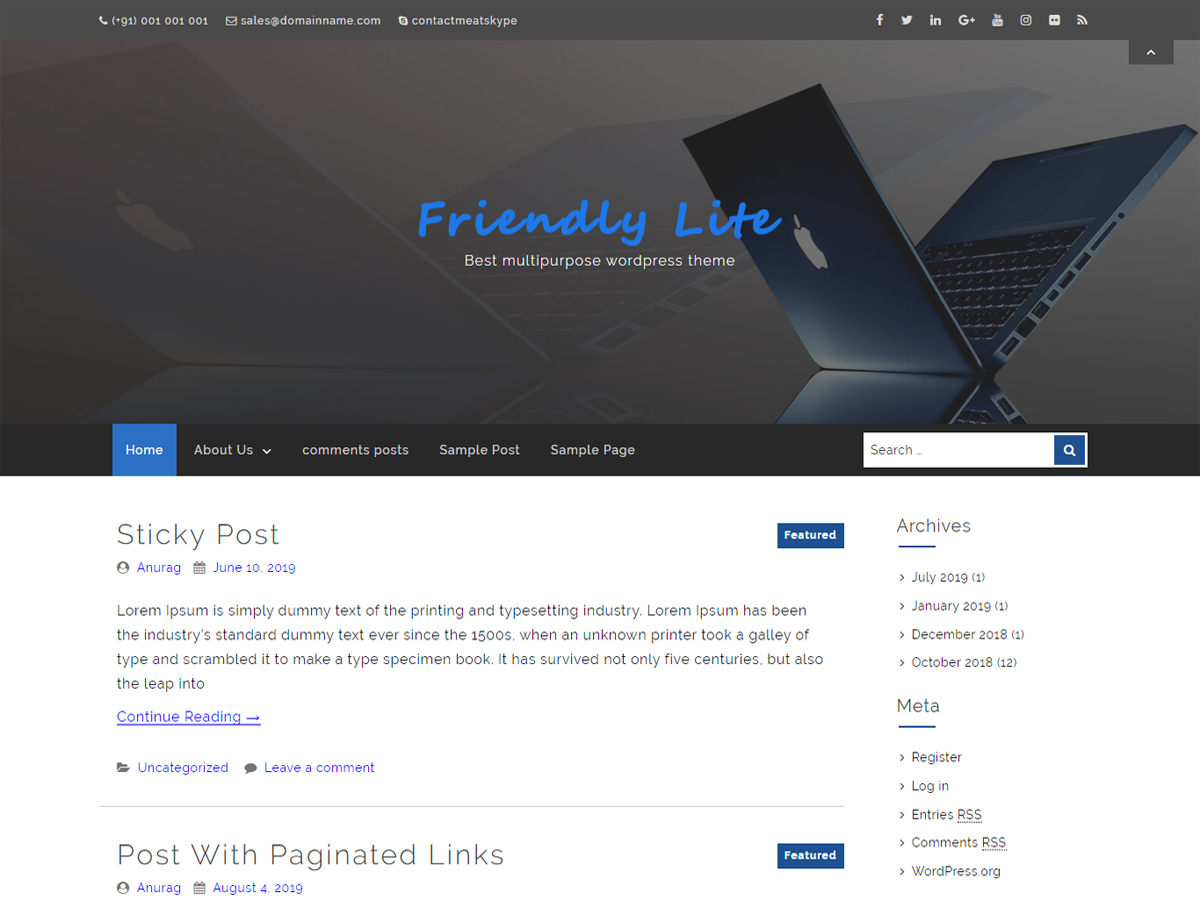 (+91) 001 001 001 sales@domainname.com contactmeatskype
Friendly Lite
Best multipurpose wordpress theme
Home About Us comments posts Sample Post Sample Page Search …
Sticky Post
Featured
Anurag June 10, 2019
Lorem Ipsum is simply dummy text of the printing and typesetting industry. Lorem Ipsum has been
the industry's standard dummy text ever since the 1500s, when an unknown printer took a galley of
type and scrambled it to make a type specimen book. It has survived not only five centuries, but also
the leap into
Continue Reading →
Uncategorized Leave a comment
Post With Paginated Links
Featured
Anurag August 4, 2019
Archives
July 2019 (1)
January 2019 (1)
December 2018 (1)
October 2018 (12)
Meta
Register
Log in
Entries RSS
Comments RSS
WordPress.org